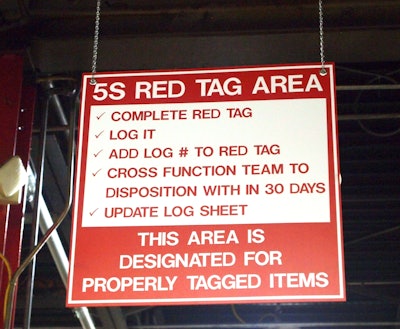 5S RED TAG AREA
✓ COMPLETE RED TAG
✓ LOG IT
✓ ADD LOG # TO RED TAG
✓ CROSS FUNCTION TEAM TO
DISPOSITION WITH IN 30 DAYS
✓ UPDATE LOG SHEET
THIS AREA IS
DESIGNATED FOR
PROPERLY TAGGED ITEMS